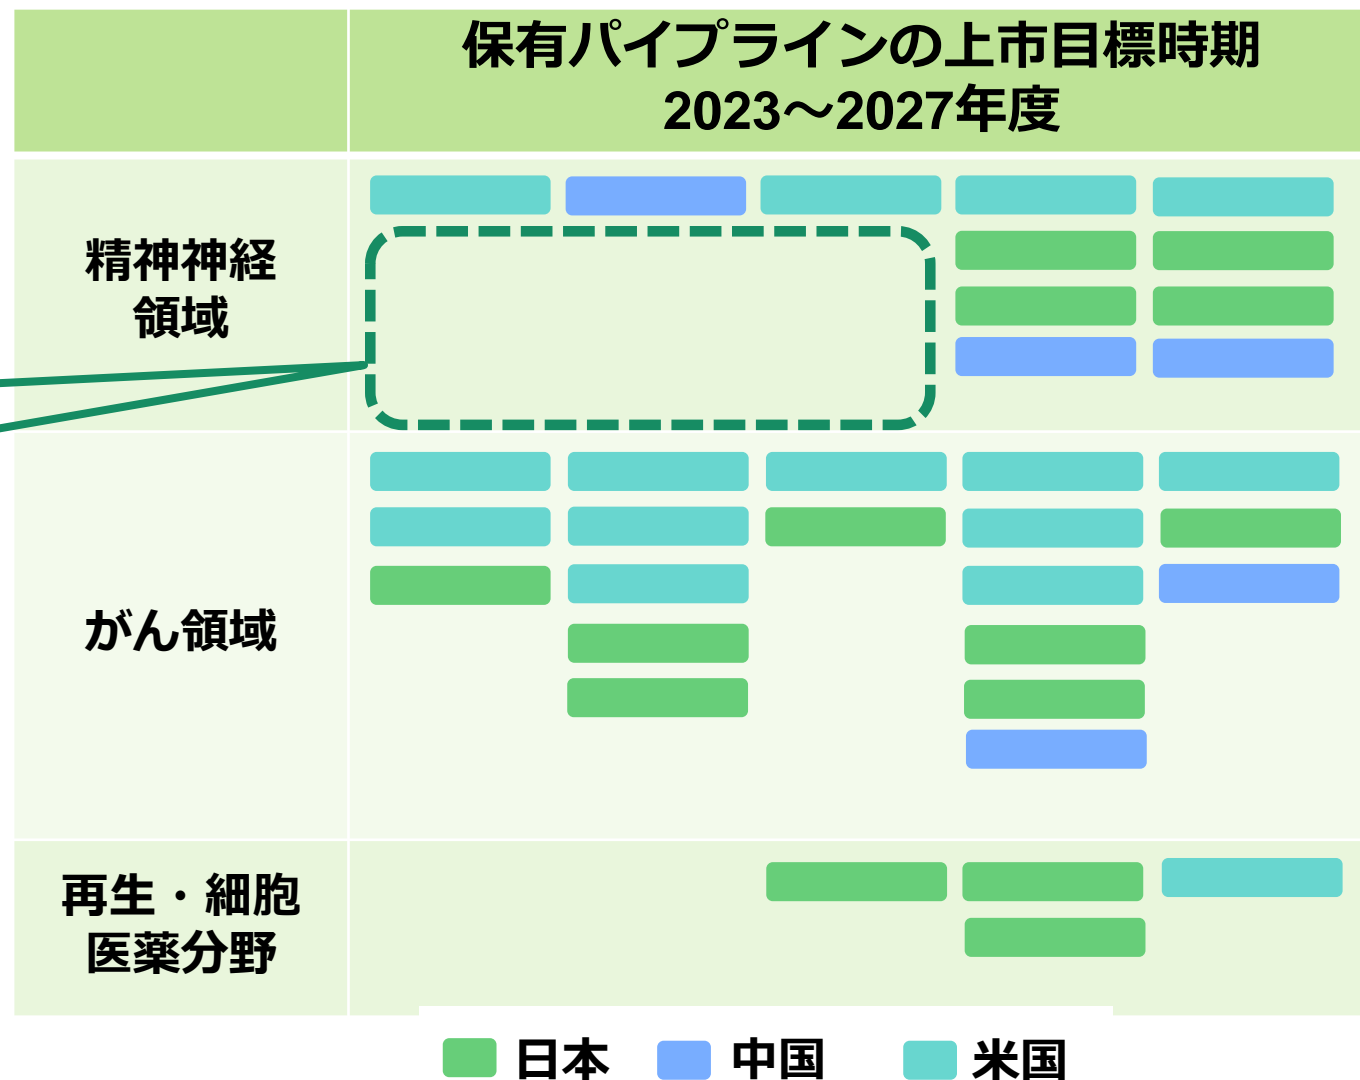 保有パイプラインの上市目標時期
2023～2027年度
精神神経
領域
がん領域
再生・細胞
医薬分野
日本 中国 米国